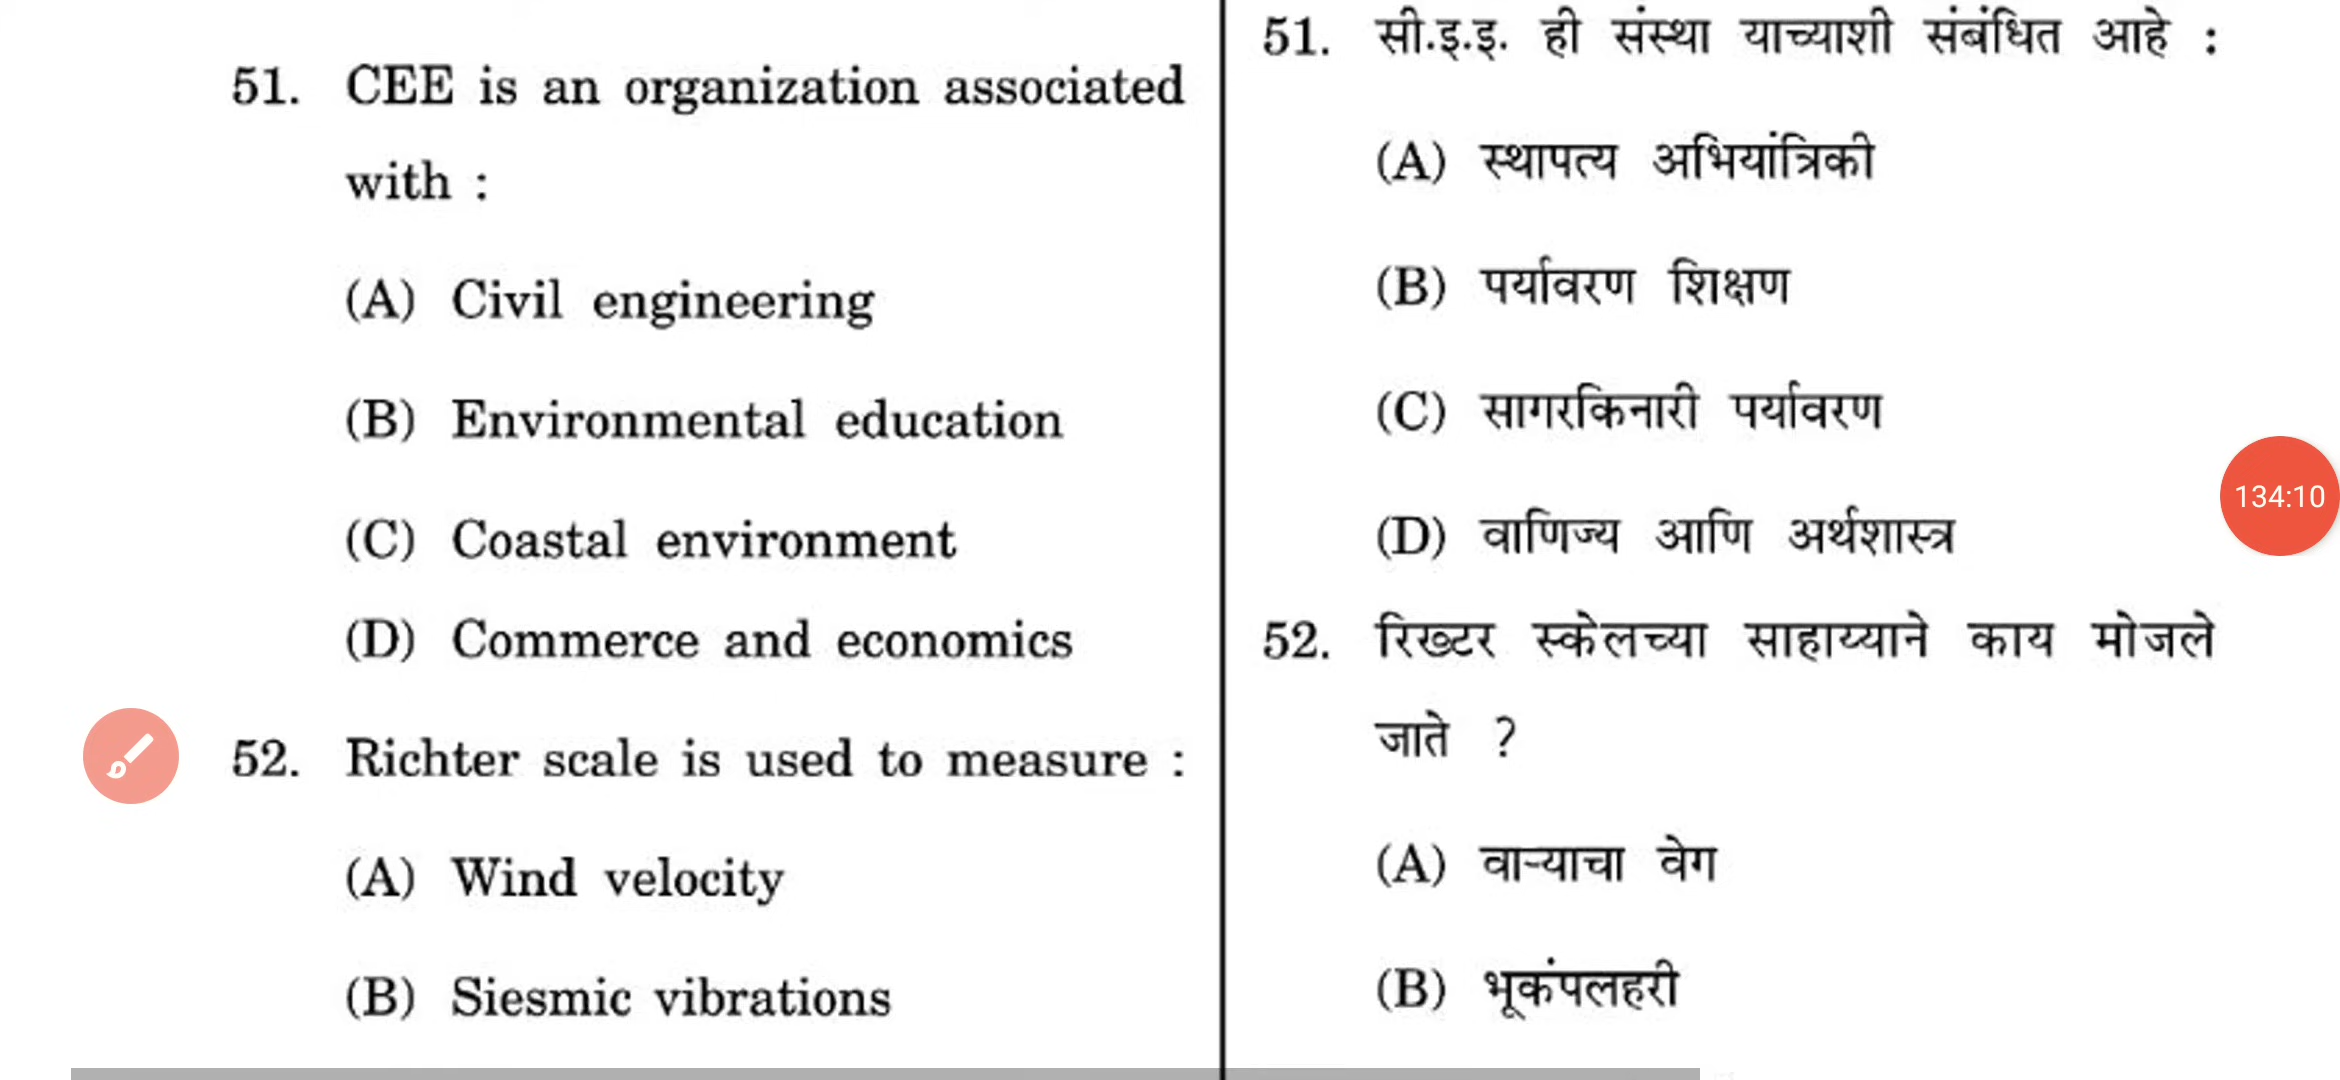 51. CEE is an organization associated
with :
(A) Civil engineering
(B) Environmental education
(C) Coastal environment
(D) Commerce and economics
52. Richter scale is used to measure :
(A) Wind velocity
(B) Siesmic vibrations
51. सी.इ.इ. ही संस्था याच्याशी संबंधित आहे :
(A) स्थापत्य अभियांत्रिकी
(B) पर्यावरण शिक्षण
(C) सागरकिनारी पर्यावरण
(D) वाणिज्य आणि अर्थशास्त्र
52. रिख्टर स्केलच्या साहाय्याने काय मोजले
जाते ?
(A) वाऱ्याचा वेग
(B) भूकंपलहरी
134:10